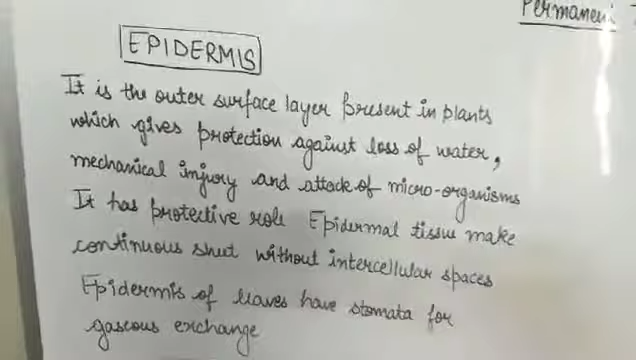 Permanent
EPIDERMIS
It is the outer surface layer present in plants
which gives protection against loss of water,
mechanical injury and attack of micro-organisms
It has protective role Epidermal tissue make
continuous sheet without intercellular spaces
Epidermis of leaves have stomata for
gaseous exchange